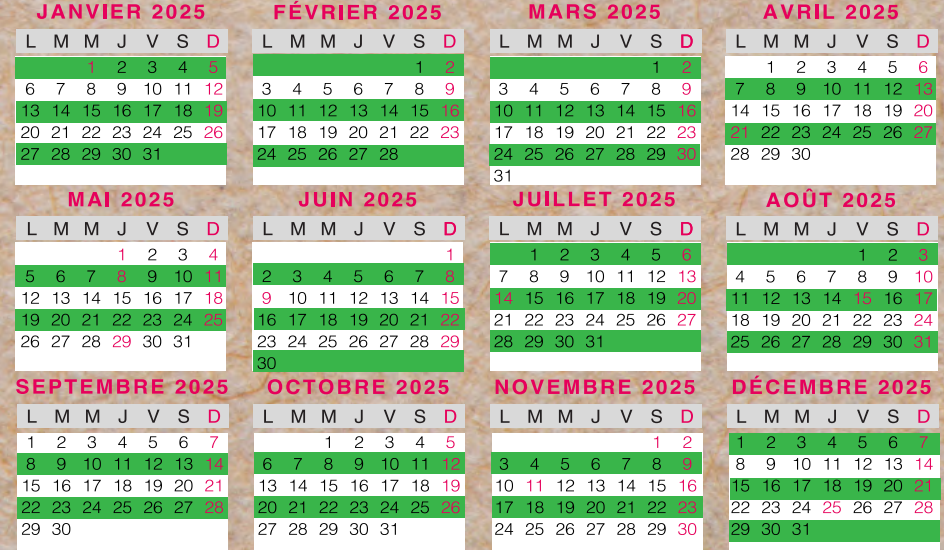 JANVIER 2025
L M M J V S D
1 2 3 4 5
6 7 8 9 10 11 12
13 14 15 16 17 18 19
20 21 22 23 24 25 26
27 28 29 30 31
FÉVRIER 2025
L M M J V S D
1 2
3 4 5 6 7 8 9
10 11 12 13 14 15 16
17 18 19 20 21 22 23
24 25 26 27 28
MARS 2025
L M M J V S D
1 2
3 4 5 6 7 8 9
10 11 12 13 14 15 16
17 18 19 20 21 22 23
24 25 26 27 28 29 30
31
AVRIL 2025
L M M J V S D
1 2 3 4 5 6
7 8 9 10 11 12 13
14 15 16 17 18 19 20
21 22 23 24 25 26 27
28 29 30
MAI 2025
L M M J V S D
1 2 3 4
5 6 7 8 9 10 11
12 13 14 15 16 17 18
19 20 21 22 23 24 25
26 27 28 29 30 31
JUIN 2025
L M M J V S D
1
2 3 4 5 6 7 8
9 10 11 12 13 14 15
16 17 18 19 20 21 22
23 24 25 26 27 28 29
30
JUILLET 2025
L M M J V S D
1 2 3 4 5 6
7 8 9 10 11 12 13
14 15 16 17 18 19 20
21 22 23 24 25 26 27
28 29 30 31
AOÛT 2025
L M M J V S D
1 2 3
4 5 6 7 8 9 10
11 12 13 14 15 16 17
18 19 20 21 22 23 24
25 26 27 28 29 30 31
SEPTEMBRE 2025
L M M J V S D
1 2 3 4 5 6 7
8 9 10 11 12 13 14
15 16 17 18 19 20 21
22 23 24 25 26 27 28
29 30
OCTOBRE 2025
L M M J V S D
1 2 3 4 5
6 7 8 9 10 11 12
13 14 15 16 17 18 19
20 21 22 23 24 25 26
27 28 29 30 31
NOVEMBRE 2025
L M M J V S D
1 2
3 4 5 6 7 8 9
10 11 12 13 14 15 16
17 18 19 20 21 22 23
24 25 26 27 28 29 30
DÉCEMBRE 2025
L M M J V S D
1 2 3 4 5 6 7
8 9 10 11 12 13 14
15 16 17 18 19 20 21
22 23 24 25 26 27 28
29 30 31